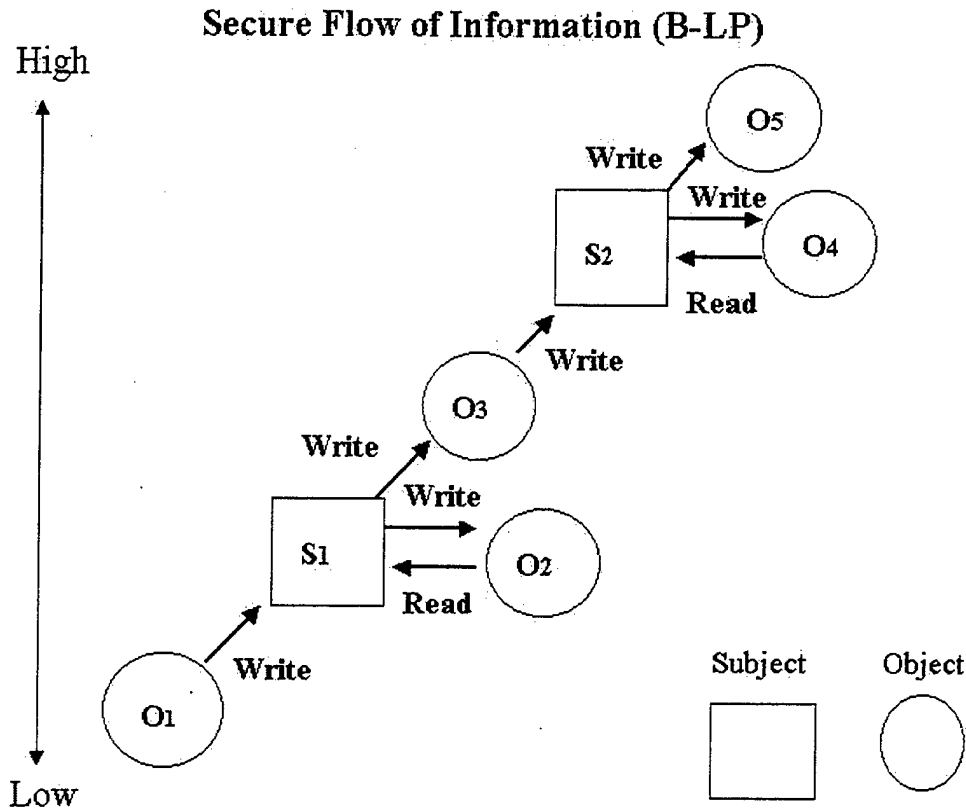 Secure Flow of Information (B-LP)
High
O5
Write
Write
S2
O4
Read
Write
O3
Write
Write
S1
O2
Read
Write
O1
Subject
Object
Low